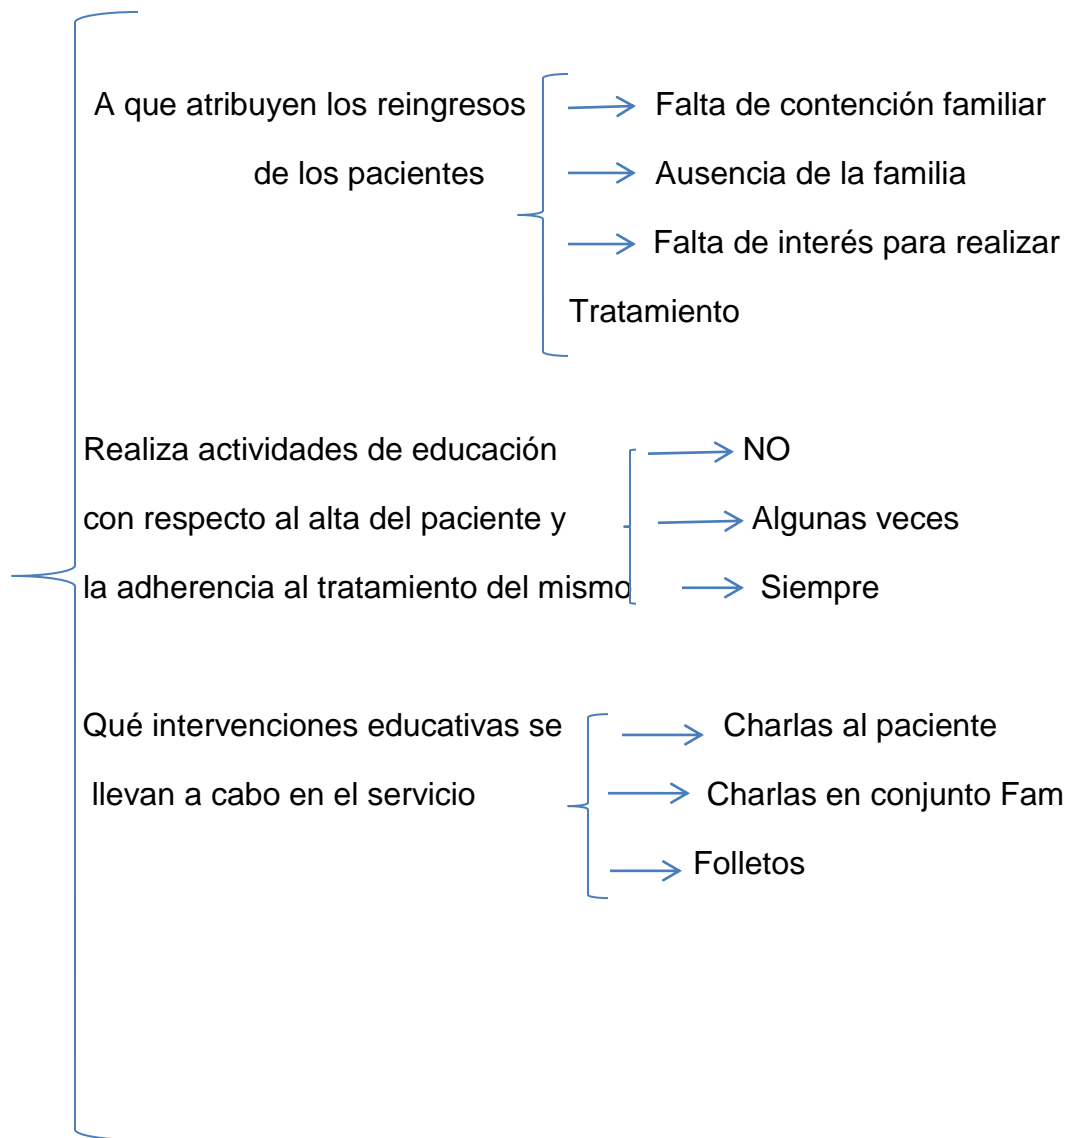 A que atribuyen los reingresos
de los pacientes
Falta de contención familiar
Ausencia de la familia
Falta de interés para realizar
Tratamiento
Realiza actividades de educación
con respecto al alta del paciente y
la adherencia al tratamiento del mismo
NO
Algunas veces
Siempre
Qué intervenciones educativas se
llevan a cabo en el servicio
Charlas al paciente
Charlas en conjunto Fam
Folletos